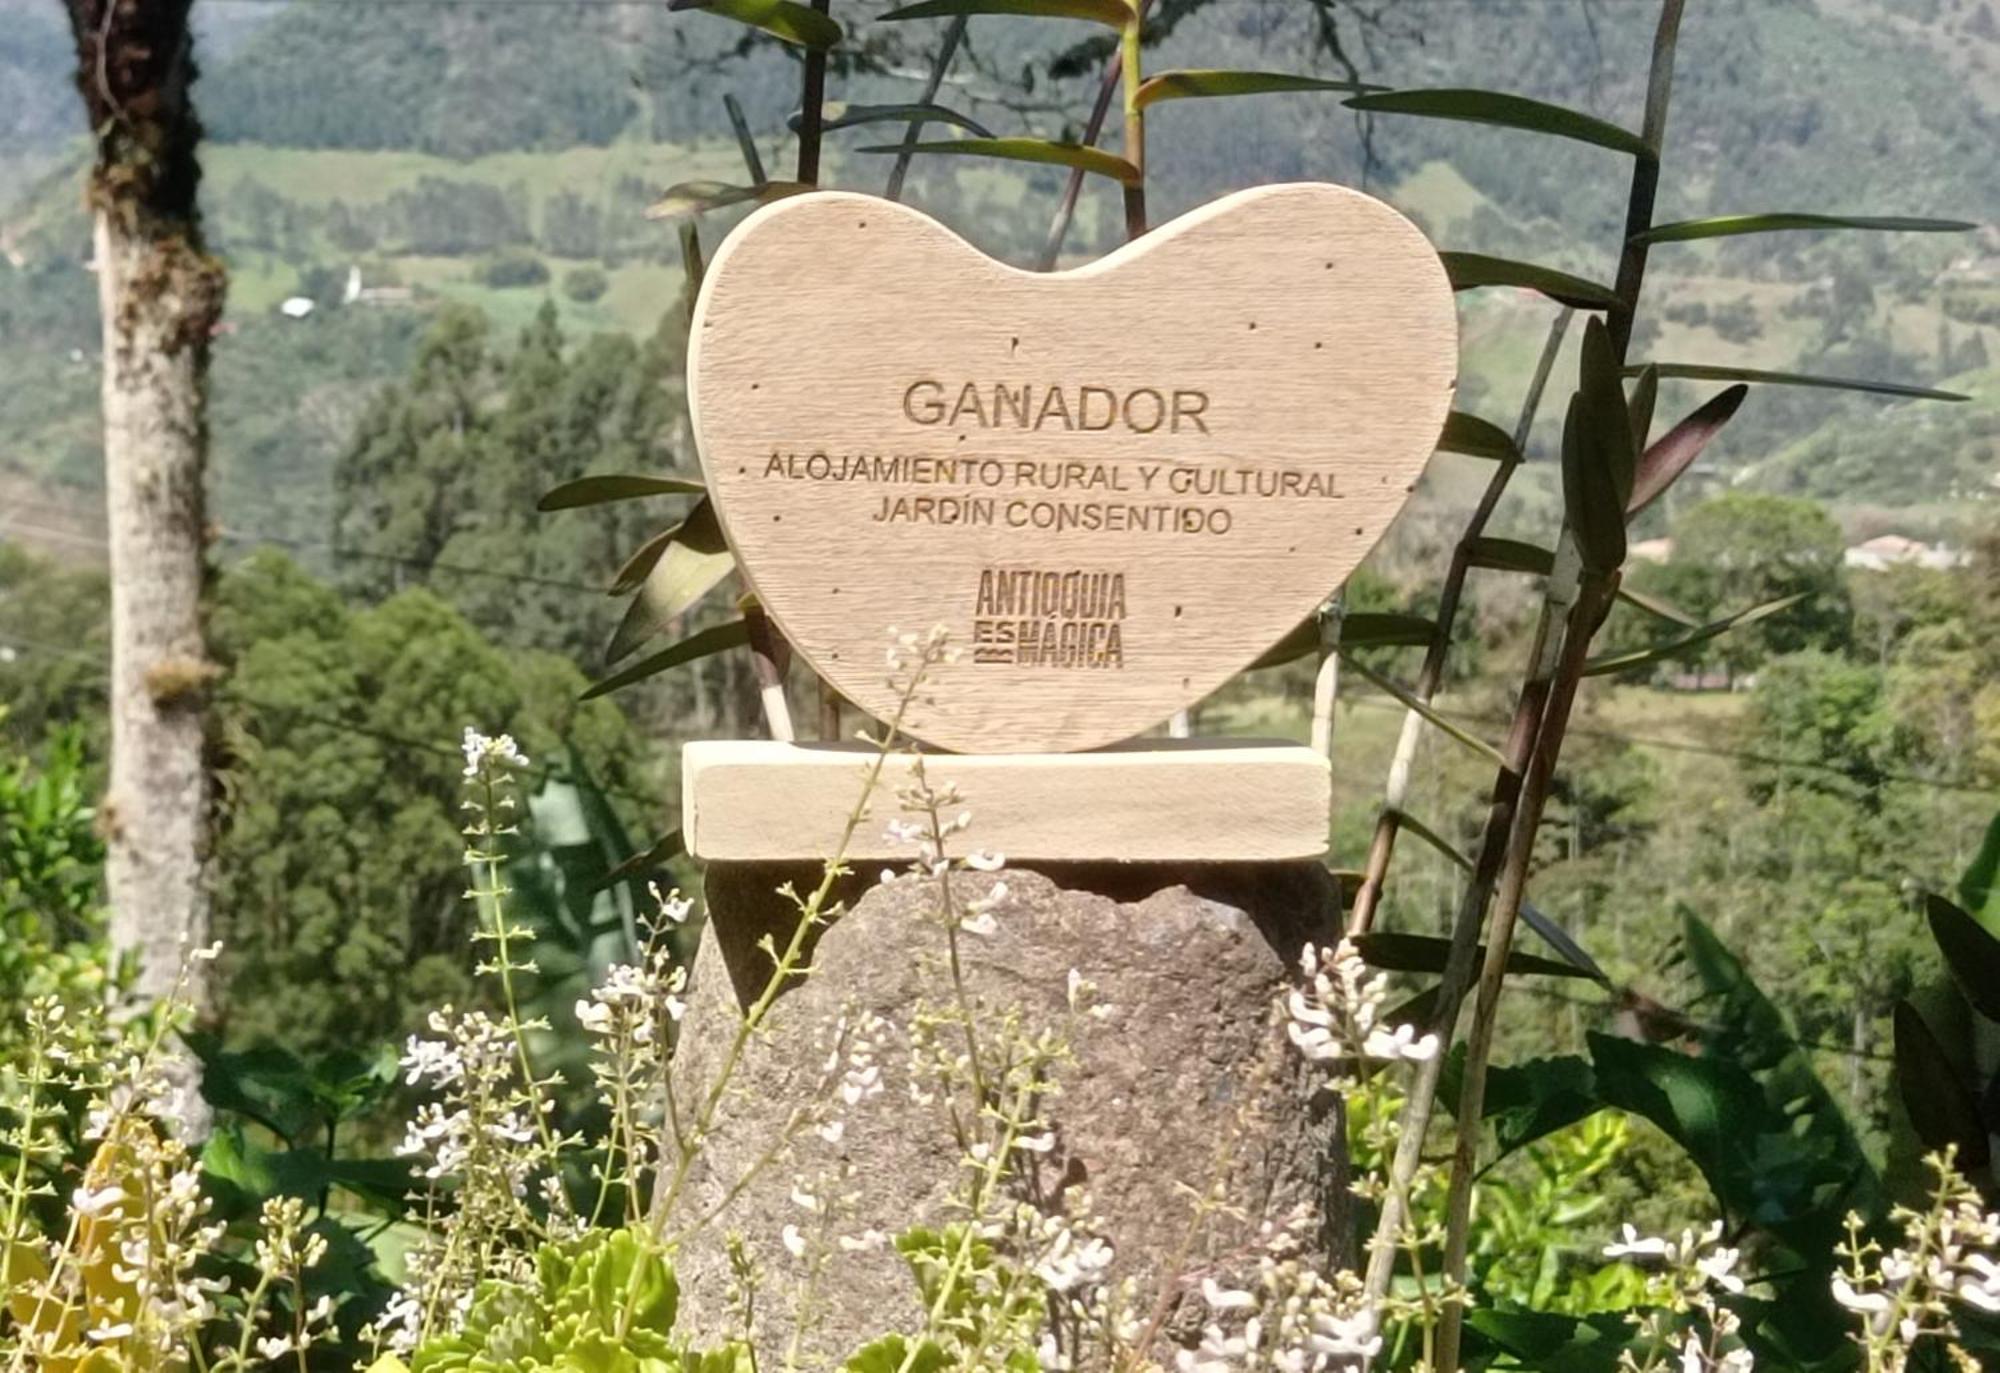 GANADOR
ALOJAMIENTO RURAL Y CULTURAL
JARDÍN CONSENTIDO
ANTIOQUIA
ES MÁGICA